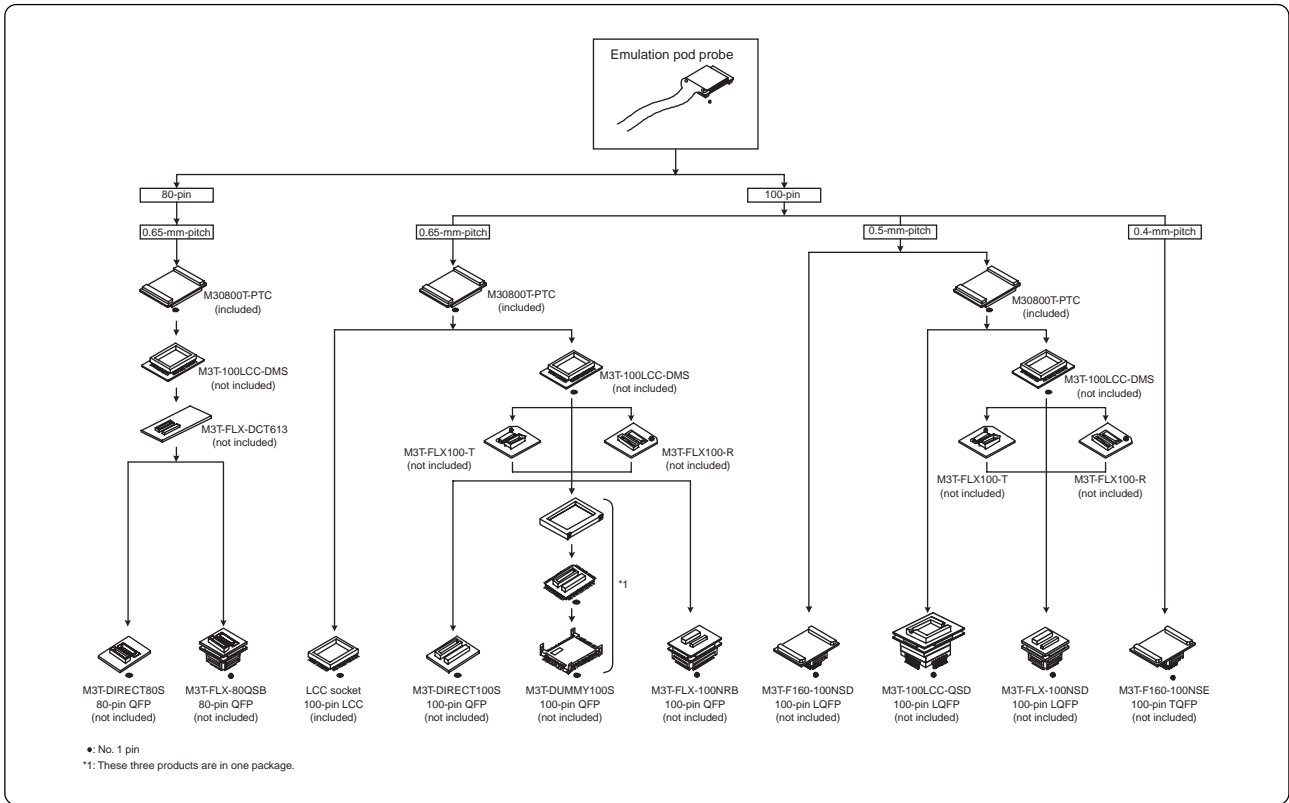 Emulation pod probe
80-pin
100-pin
0.65-mm-pitch
0.65-mm-pitch
0.5-mm-pitch
0.4-mm-pitch
M30800T-PTC
(included)
M30800T-PTC
(included)
M30800T-PTC
(included)
M3T-100LCC-DMS
(not included)
M3T-100LCC-DMS
(not included)
M3T-100LCC-DMS
(not included)
M3T-FLX-DCT613
(not included)
M3T-FLX100-T
(not included)
M3T-FLX100-R
(not included)
M3T-FLX100-T
(not included)
M3T-FLX100-R
(not included)
*1
M3T-DIRECT80S
80-pin QFP
(not included)
M3T-FLX-80QSB
80-pin QFP
(not included)
LCC socket
100-pin LCC
(included)
M3T-DIRECT100S
100-pin QFP
(not included)
M3T-DUMMY100S
100-pin QFP
(not included)
M3T-FLX-100NRB
100-pin QFP
(not included)
M3T-F160-100NSD
100-pin LQFP
(not included)
M3T-100LCC-QSD
100-pin LQFP
(not included)
M3T-FLX-100NSD
100-pin LQFP
(not included)
M3T-F160-100NSE
100-pin TQFP
(not included)
●: No. 1 pin
*1: These three products are in one package.